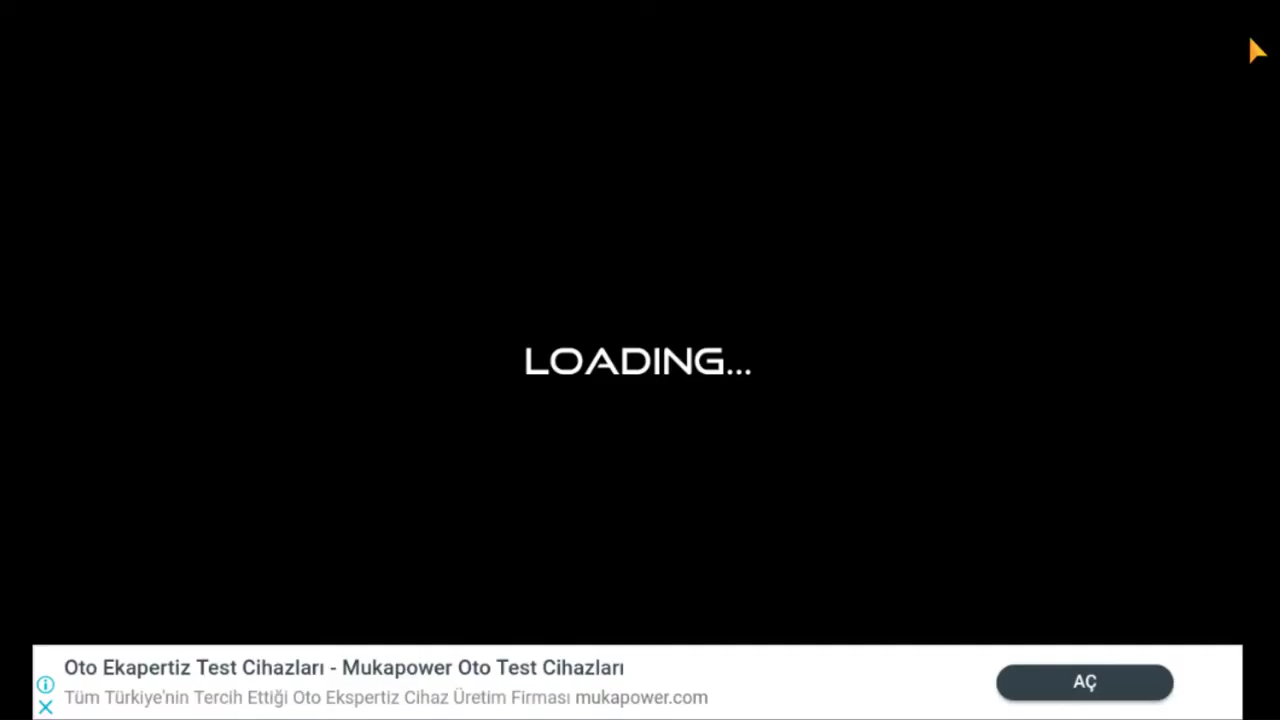 LOADING...
Oto Ekapertiz Test Cihazları - Mukapower Oto Test Cihazları
Tüm Türkiye'nin Tercih Ettiği Oto Ekspertiz Cihaz Üretim Firması mukapower.com
AÇ